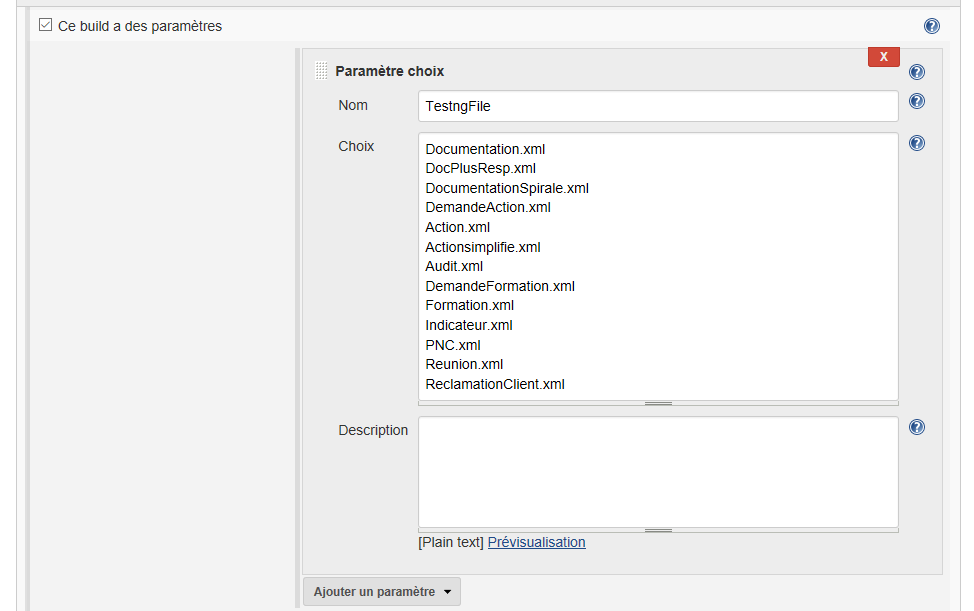 Ce build a des paramètres
X
Paramètre choix
Nom
TestngFile
Choix
Documentation.xml
DocPlusResp.xml
DocumentationSpirale.xml
DemandeAction.xml
Action.xml
Actionsimplifie.xml
Audit.xml
DemandeFormation.xml
Formation.xml
Indicateur.xml
PNC.xml
Reunion.xml
ReclamationClient.xml
Description
[Plain text] Prévisualisation
Ajouter un paramètre